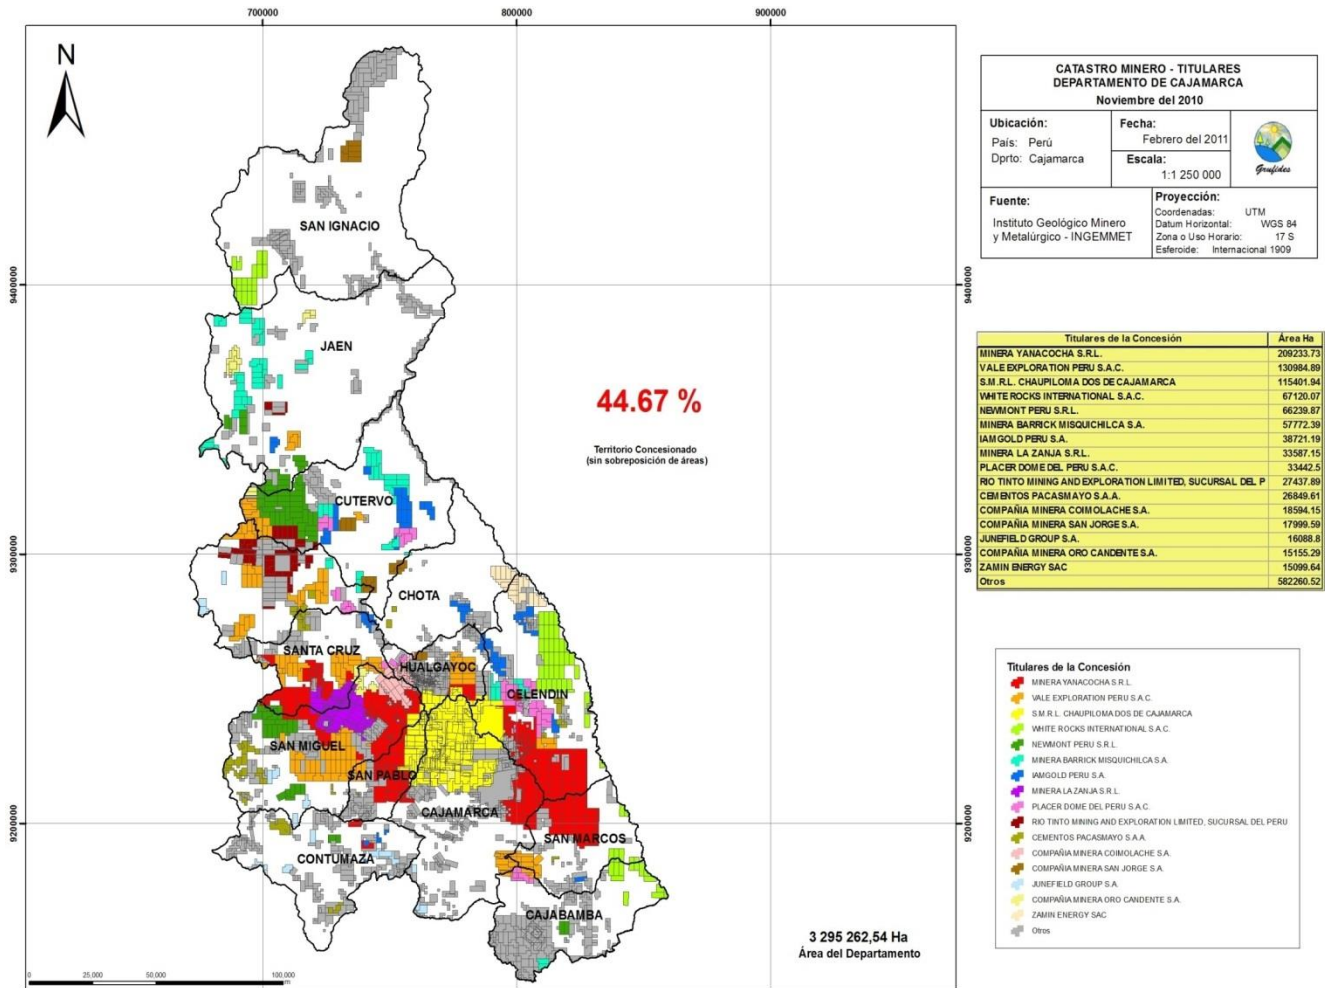 700000
800000
900000
N
CATASTRO MINERO - TITULARES
DEPARTAMENTO DE CAJAMARCA
Noviembre del 2010
Ubicación:
País: Perú
Dprto: Cajamarca
Fecha:
Febrero del 2011
Escala:
1:1 250 000
Grufides
Fuente:
Instituto Geológico Minero
y Metalúrgico - INGEMMET
Proyección:
Coordenadas: UTM
Datum Horizontal: WGS 84
Zona o Uso Horario: 17 S
Esferoide: Internacional 1909
SAN IGNACIO
9400000
9400000
JAEN
44.67 %
Territorio Concesionado
(sin sobreposición de áreas)
Titulares de la Concesión Área Ha
MINERA YANACOCHA S.R.L. 209233.73
VALE EXPLORATION PERU S.A.C. 130984.89
S.M.R.L. CHAUPILOMA DOS DE CAJAMARCA 115401.94
WHITE ROCKS INTERNATIONAL S.A.C. 67120.07
NEWMONT PERU S.R.L. 66239.87
MINERA BARRICK MISQUICHILCA S.A. 57772.39
IAMGOLD PERU S.A. 38721.19
MINERA LA ZANJA S.R.L. 33587.15
PLACER DOME DEL PERU S.A.C. 33442.5
RIO TINTO MINING AND EXPLORATION LIMITED, SUCURSAL DEL P 27437.89
CEMENTOS PACASMAYO S.A.A. 26849.61
COMPAÑIA MINERA COIMOLACHE S.A. 18594.15
COMPAÑIA MINERA SAN JORGE S.A. 17999.59
JUNEFIELD GROUP S.A. 16088.8
COMPAÑIA MINERA ORO CANDENTE S.A. 15155.29
ZAMIN ENERGY SAC 15099.64
Otros 582260.52
CUTERVO
9300000
9300000
CHOTA
SANTA CRUZ
HUALGAYOC
CELENDIN
SAN MIGUEL
SAN PABLO
CAJAMARCA
9200000
9200000
SAN MARCOS
CONTUMAZA
CAJABAMBA
Titulares de la Concesión
MINERA YANACOCHA S.R.L.
VALE EXPLORATION PERU S.A.C.
S.M.R.L. CHAUPILOMA DOS DE CAJAMARCA
WHITE ROCKS INTERNATIONAL S.A.C.
NEWMONT PERU S.R.L.
MINERA BARRICK MISQUICHILCA S.A.
IAMGOLD PERU S.A.
MINERA LA ZANJA S.R.L.
PLACER DOME DEL PERU S.A.C.
RIO TINTO MINING AND EXPLORATION LIMITED, SUCURSAL DEL PERU
CEMENTOS PACASMAYO S.A.A.
COMPAÑIA MINERA COIMOLACHE S.A.
COMPAÑIA MINERA SAN JORGE S.A.
JUNEFIELD GROUP S.A.
COMPAÑIA MINERA ORO CANDENTE S.A.
ZAMIN ENERGY SAC
Otros
3 295 262,54 Ha
Área del Departamento
0 25,000 50,000 100,000
m